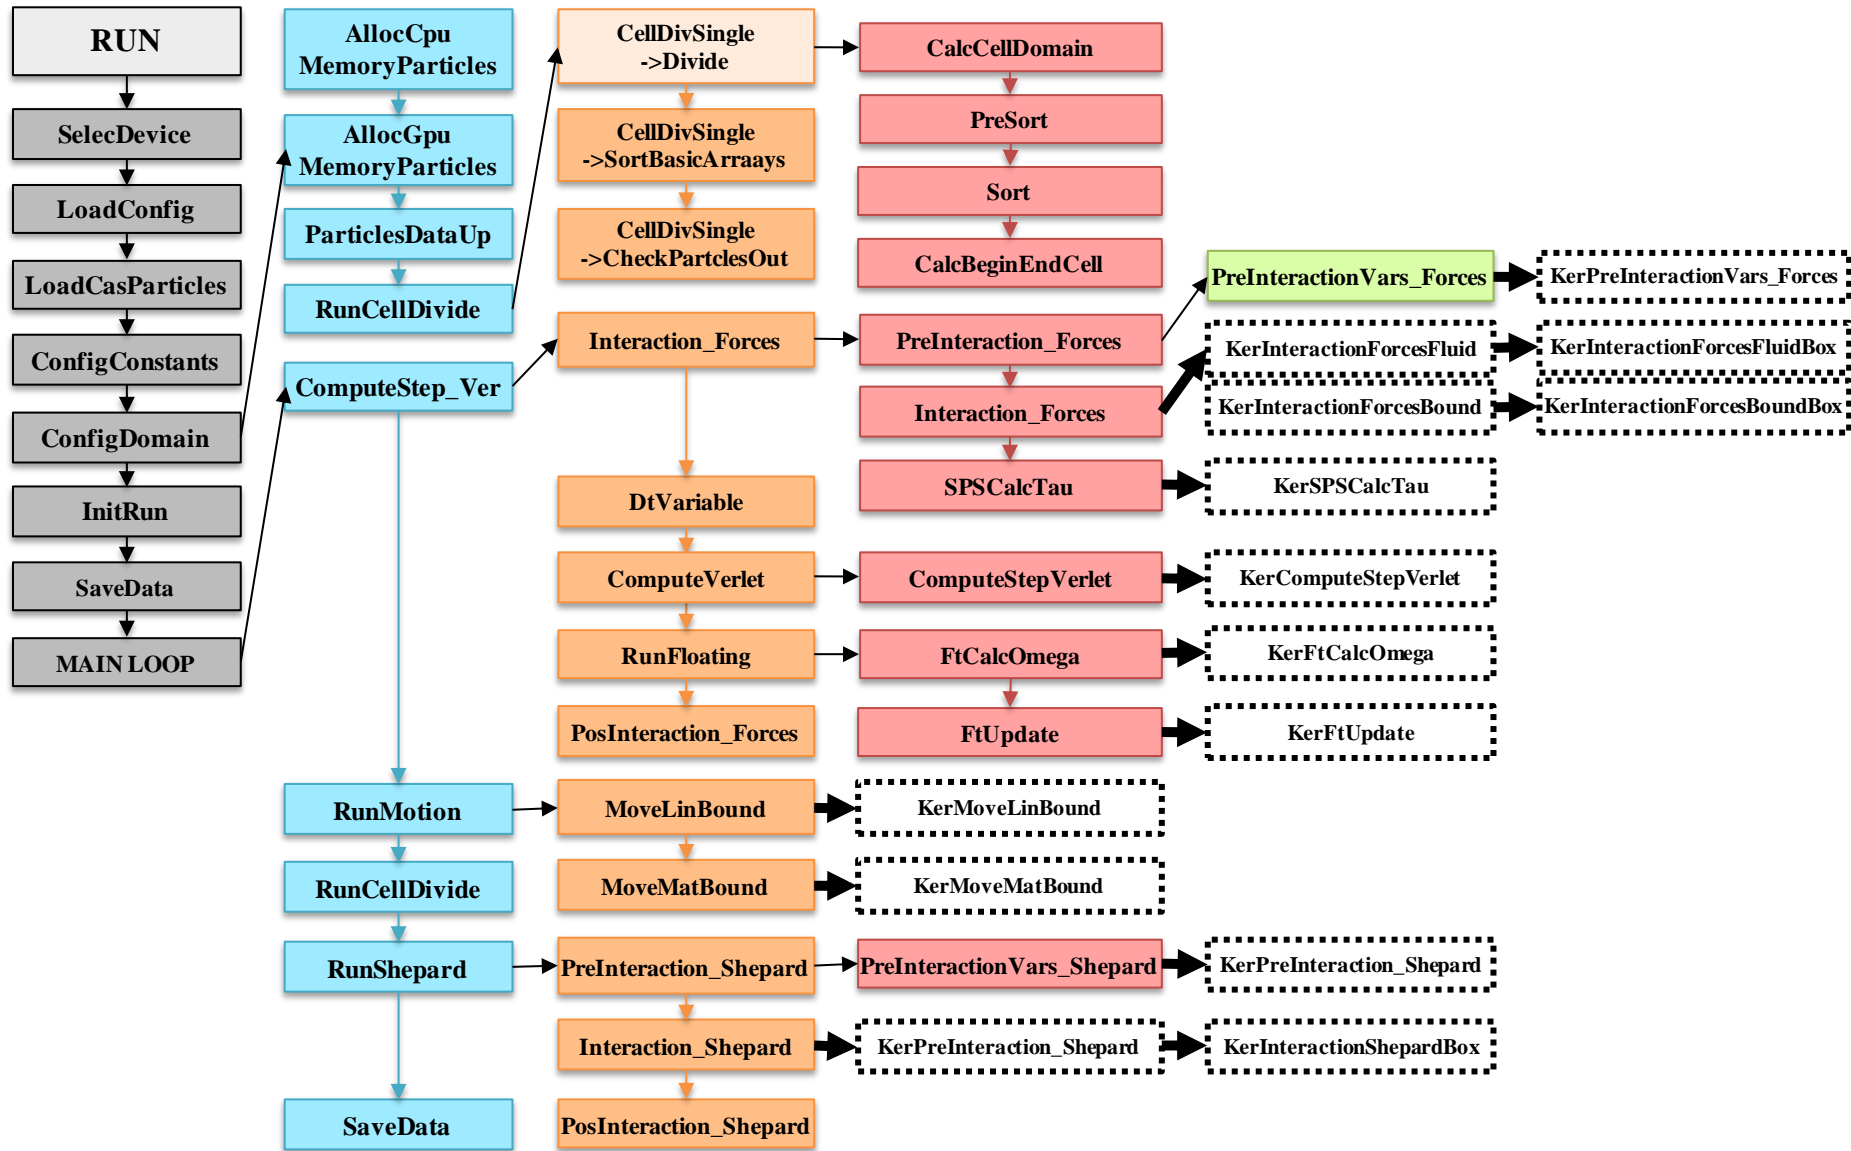 RUN
SelecDevice
LoadConfig
LoadCasParticles
ConfigConstants
ConfigDomain
InitRun
SaveData
MAIN LOOP
AllocCpu
MemoryParticles
AllocGpu
MemoryParticles
ParticlesDataUp
RunCellDivide
ComputeStep_Ver
RunMotion
RunCellDivide
RunShepard
SaveData
CellDivSingle
->Divide
CellDivSingle
->SortBasicArraays
CellDivSingle
->CheckPartclesOut
Interaction_Forces
DtVariable
ComputeVerlet
RunFloating
PosInteraction_Forces
MoveLinBound
MoveMatBound
PreInteraction_Shepard
Interaction_Shepard
PosInteraction_Shepard
CalcCellDomain
PreSort
Sort
CalcBeginEndCell
PreInteraction_Forces
Interaction_Forces
SPSCalcTau
ComputeStepVerlet
FtCalcOmega
FtUpdate
KerMoveLinBound
KerMoveMatBound
PreInteractionVars_Shepard
KerPreInteraction_Shepard
PreInteractionVars_Forces
KerInteractionForcesFluid
KerInteractionForcesBound
KerSPSCalcTau
KerComputeStepVerlet
KerFtCalcOmega
KerFtUpdate
KerPreInteraction_Shepard
KerInteractionShepardBox
KerPreInteractionVars_Forces
KerInteractionForcesFluidBox
KerInteractionForcesBoundBox